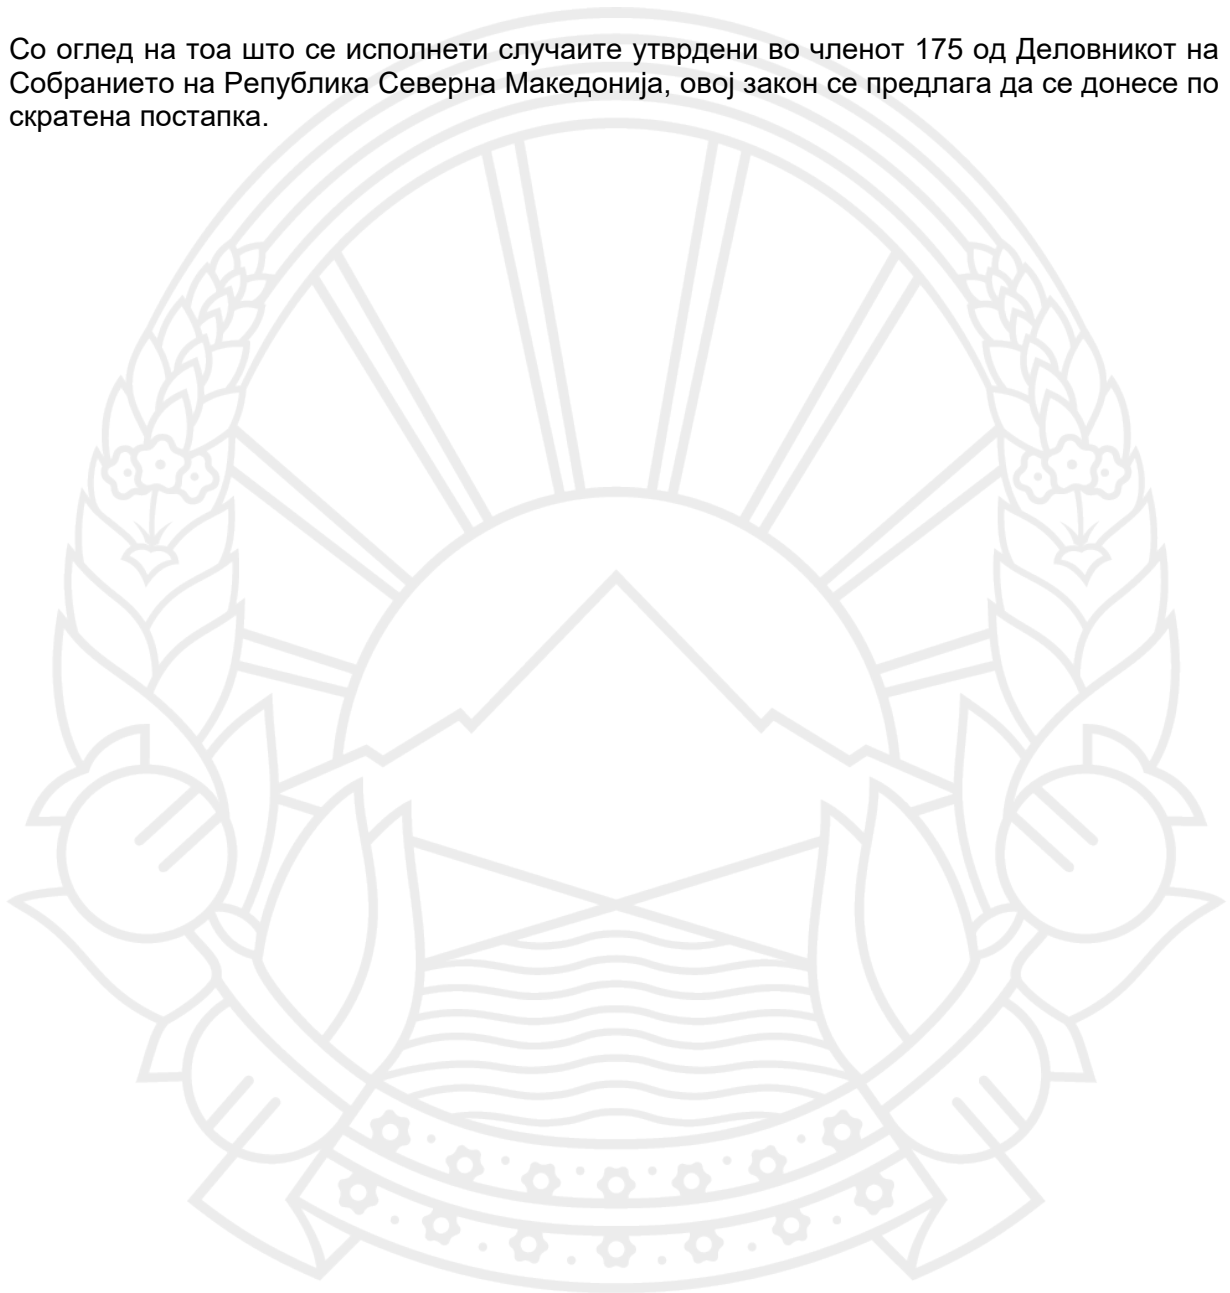 Со оглед на тоа што се исполнети случаите утврдени во членот 175 од Деловникот на
Собранието на Република Северна Македонија, овој закон се предлага да се донесе по
скратена постапка.